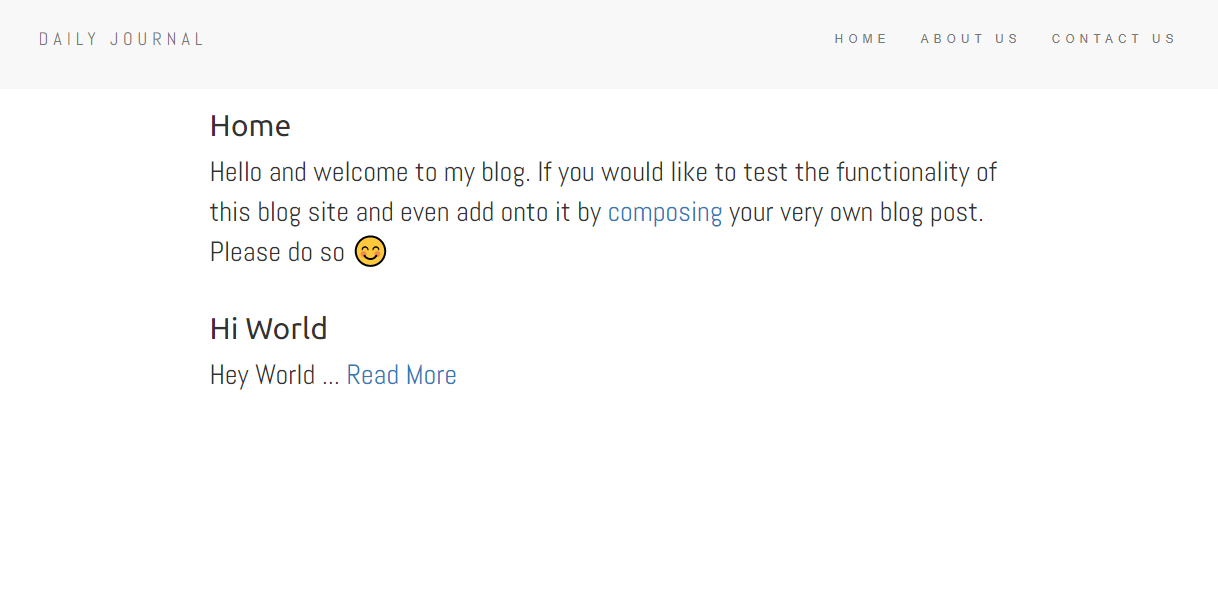 DAILY JOURNAL
HOME ABOUT US CONTACT US
Home
Hello and welcome to my blog. If you would like to test the functionality of
this blog site and even add onto it by composing your very own blog post.
Please do so 😊
Hi World
Hey World ... Read More